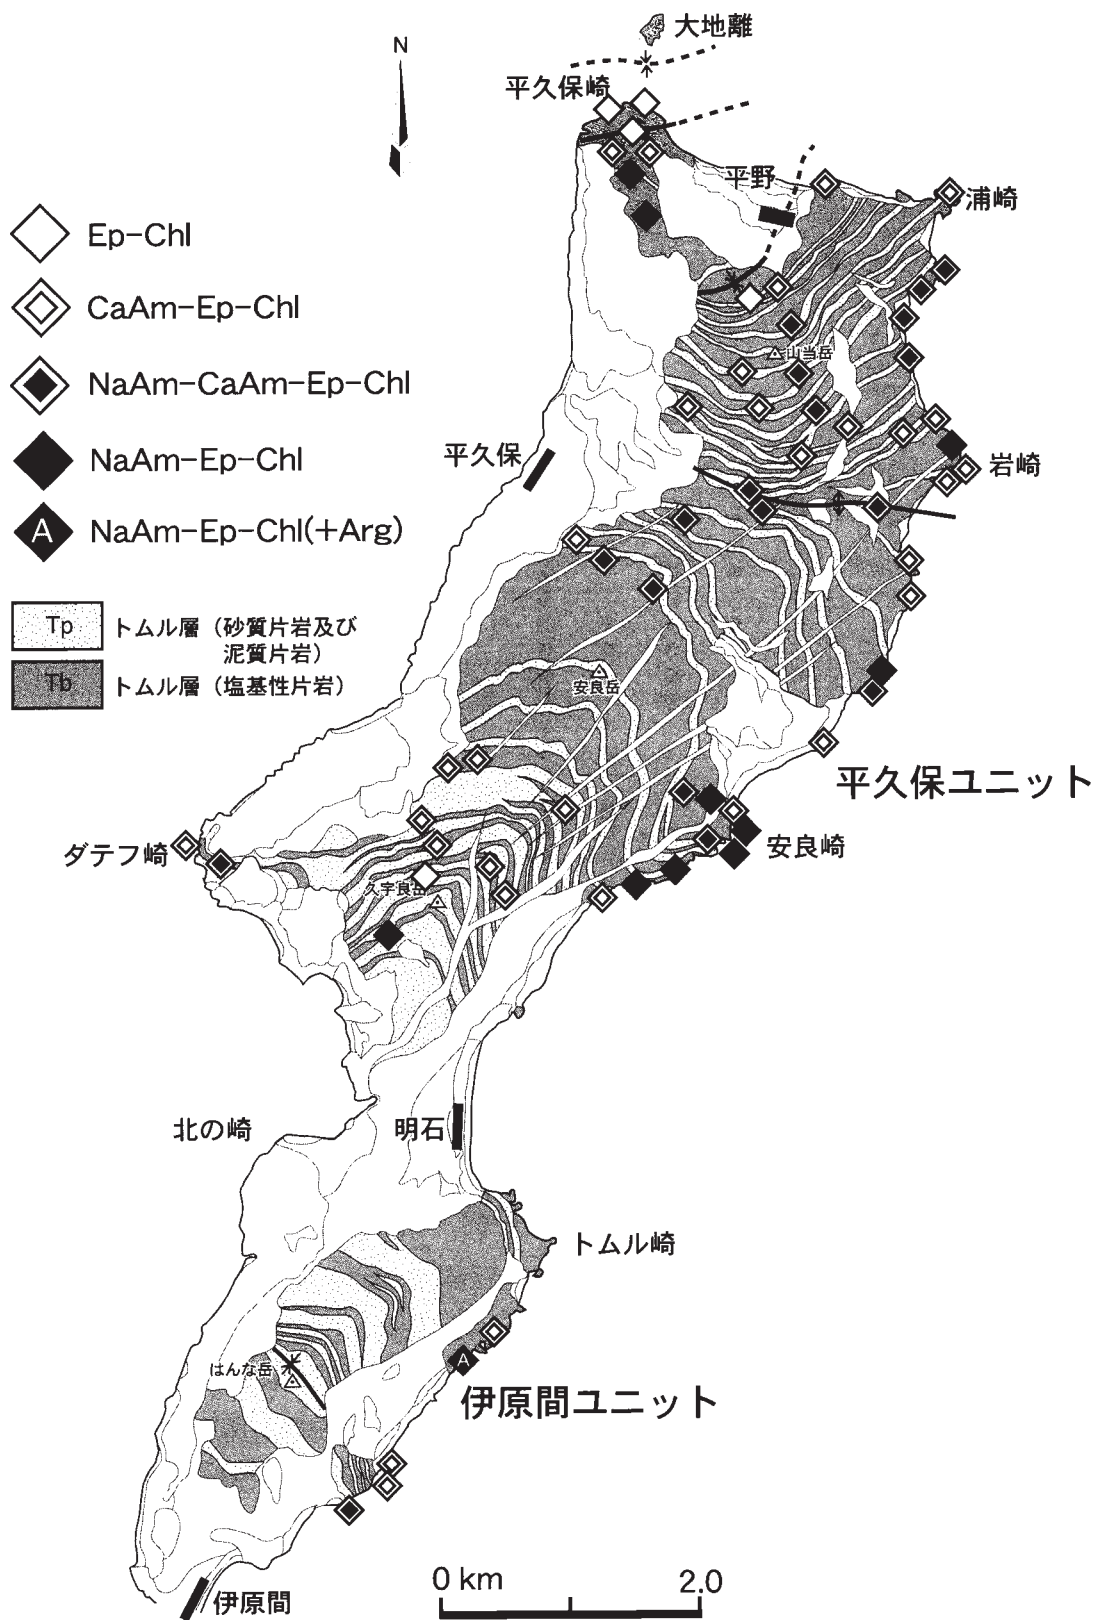 大地離
N
平久保崎
平野
浦崎
Ep-Chl
CaAm-Ep-Chl
NaAm-CaAm-Ep-Chl
NaAm-Ep-Chl
A NaAm-Ep-Chl(+Arg)
Tp トムル層（砂質片岩及び
泥質片岩）
Tb トムル層（塩基性片岩）
山当岳
平久保
岩崎
安良岳
平久保ユニット
ダテフ崎
安良崎
久宇良岳
北の崎
明石
トムル崎
はんな岳
A
伊原間ユニット
0 km 2.0
伊原間